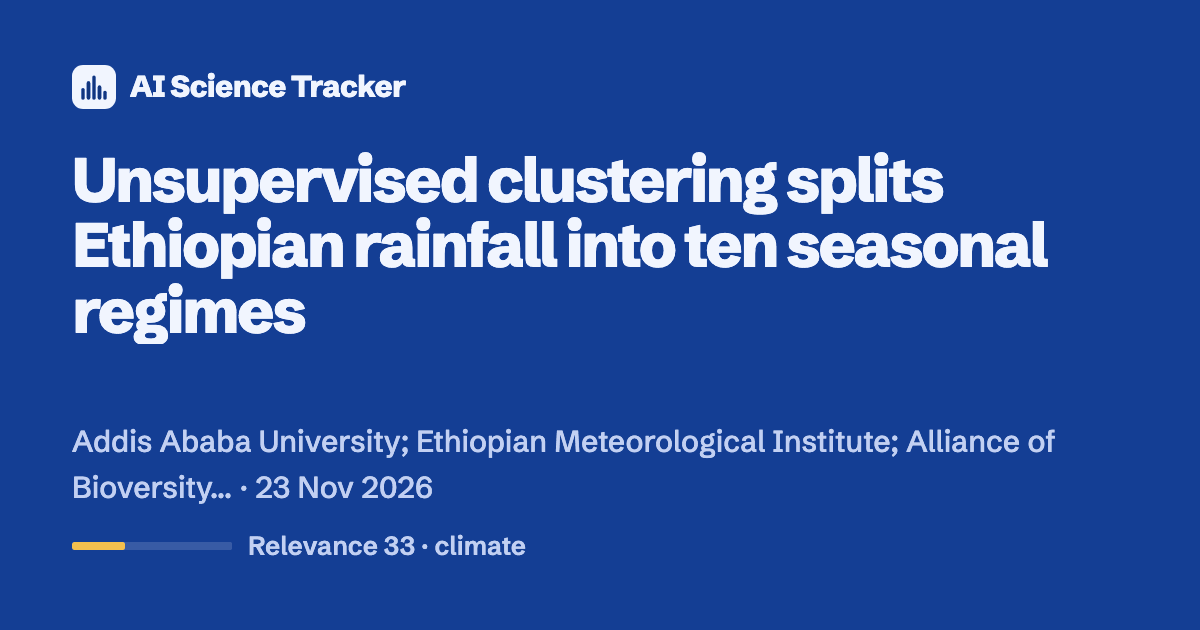 AI Science Tracker
Unsupervised clustering splits
Ethiopian rainfall into ten seasonal
regimes
Addis Ababa University; Ethiopian Meteorological Institute; Alliance of
Bioversity... · 23 Nov 2026
Relevance 33 · climate